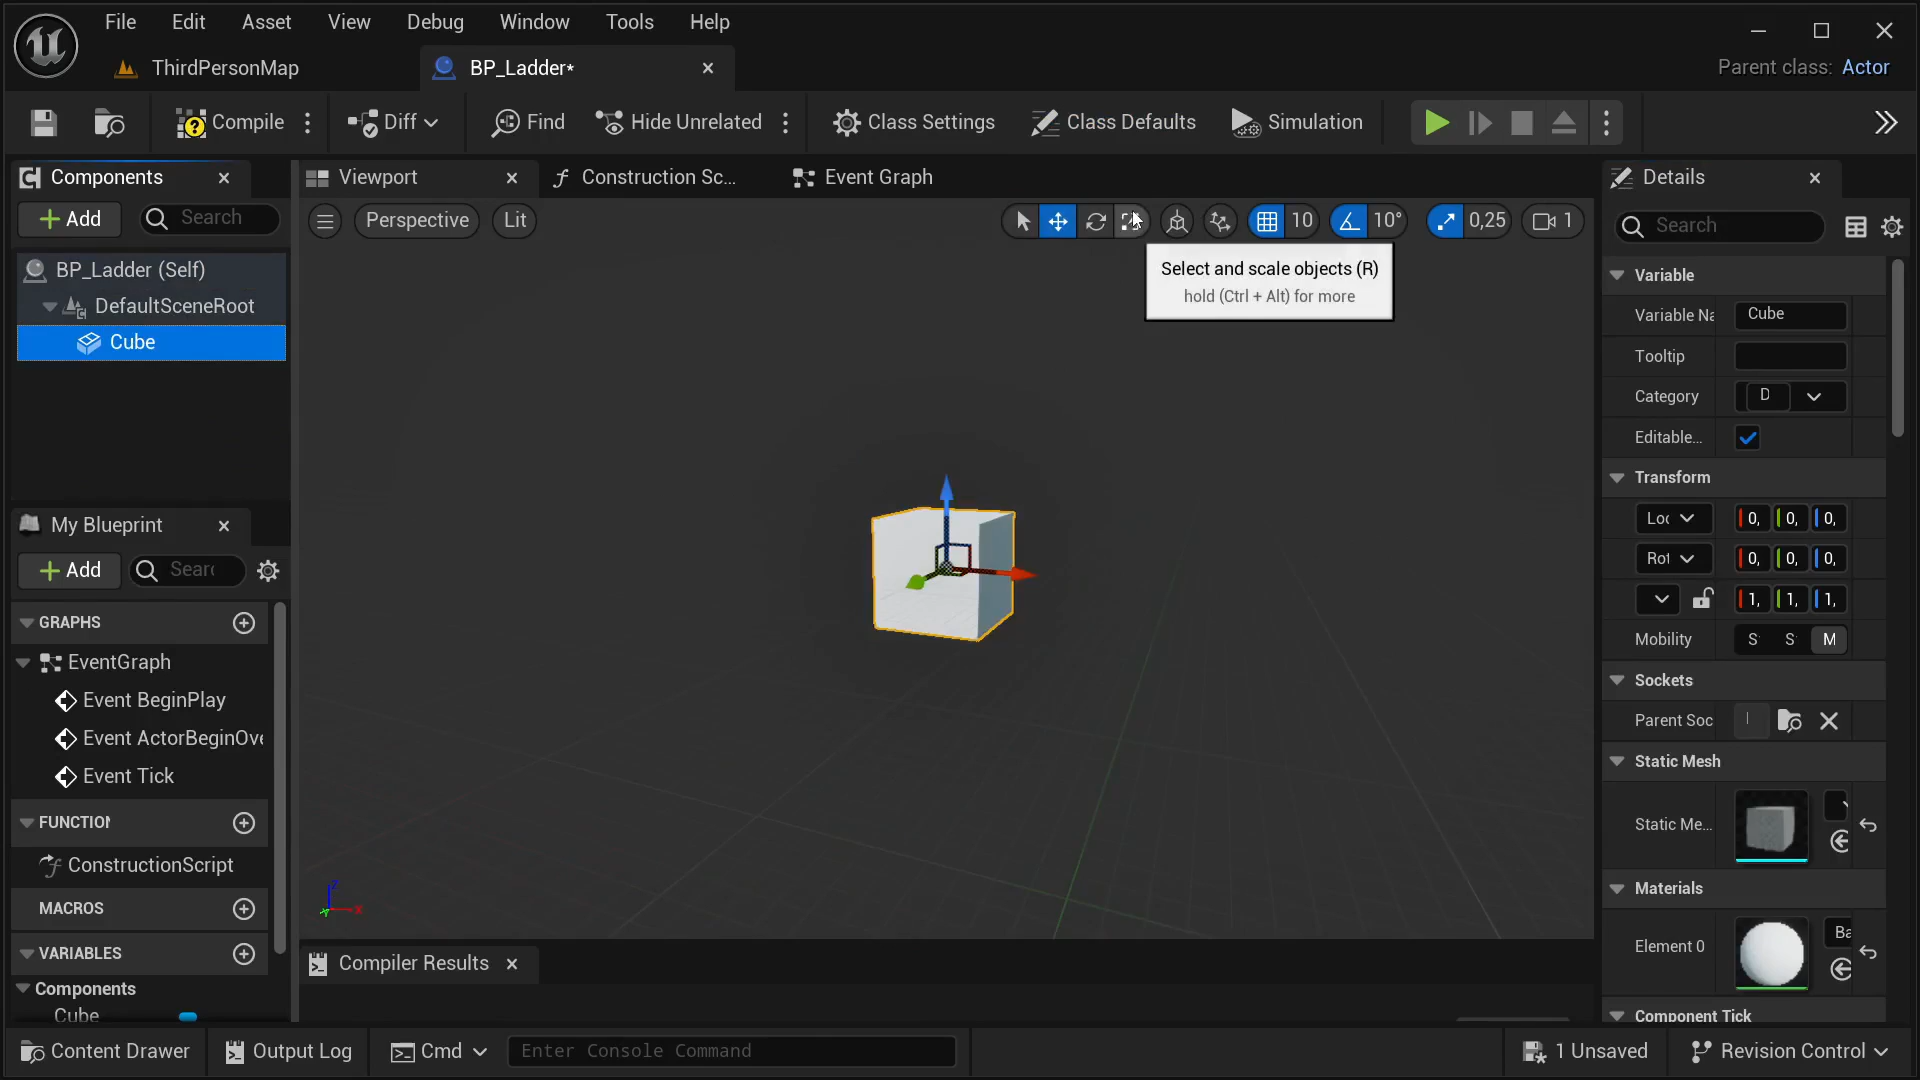 File Edit Asset View Debug Window Tools Help
ThirdPersonMap
BP_Ladder*
Parent class: Actor
Compile
Diff
Find
Hide Unrelated
Class Settings
Class Defaults
Simulation
Components
Add
Search
BP_Ladder (Self)
DefaultSceneRoot
Cube
My Blueprint
Add
Sear
GRAPHS
EventGraph
Event BeginPlay
Event ActorBeginOve
Event Tick
FUNCTION
ConstructionScript
MACROS
VARIABLES
Components
Cube
Viewport
Construction Sc...
Event Graph
Perspective
Lit
10
10°
0,25
1
Select and scale objects (R)
hold (Ctrl + Alt) for more
Z
X
Y
Compiler Results
Details
Search
Variable
Variable Na
Cube
Tooltip
Category
D
Editable...
Transform
Loc
0,
0,
0,
Rot
0,
0,
0,
1,
1,
1,
Mobility
S
S
M
Sockets
Parent Soc
Static Mesh
Static Me...
Materials
Element 0
Ba
Component Tick
Content Drawer
Output Log
Cmd
Enter Console Command
1 Unsaved
Revision Control